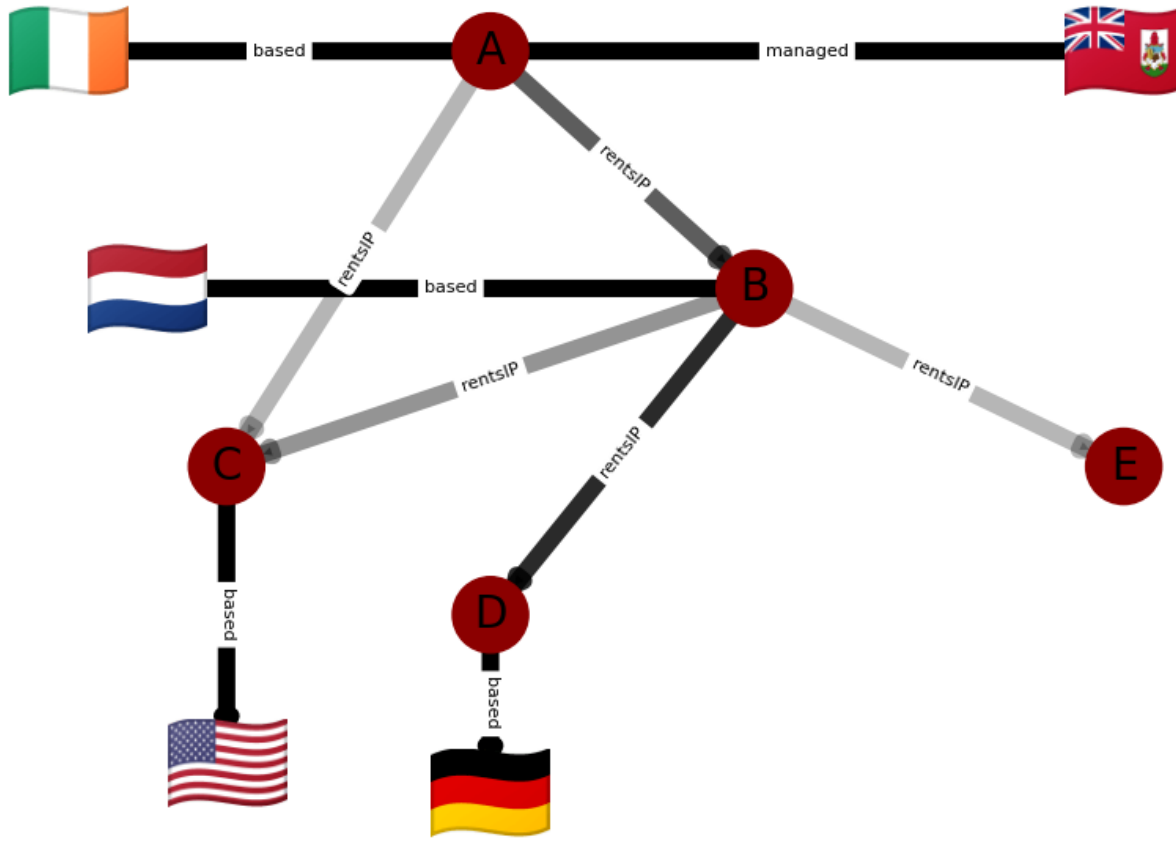 based
A
managed
rentsIP
rentsIP
based
B
rentsIP
rentsIP
rentsIP
C
E
based
D
based